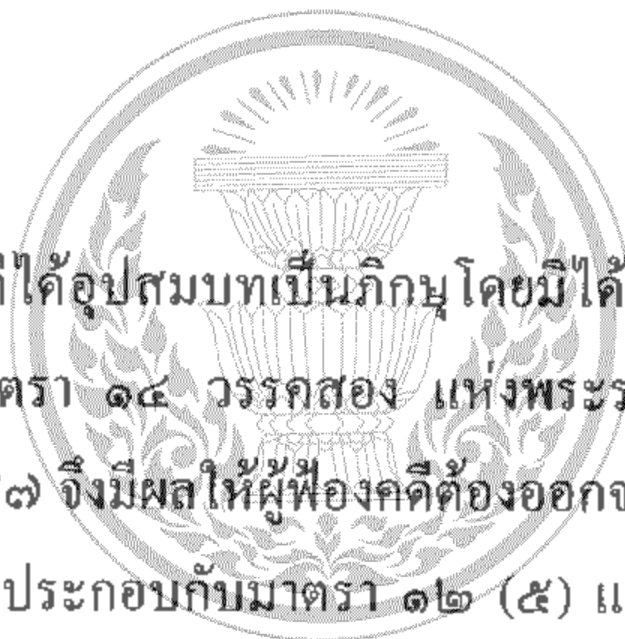 ได้อุปสมบทเป็นภิกษุโดยมิได้
ตรา ๑๔ วรรคสอง แห่งพระร
๗ จึงมีผลให้ผู้ฟ้องคดีต้องออกจ
ประกอบกับมาตรา ๑๒ (๕) แ